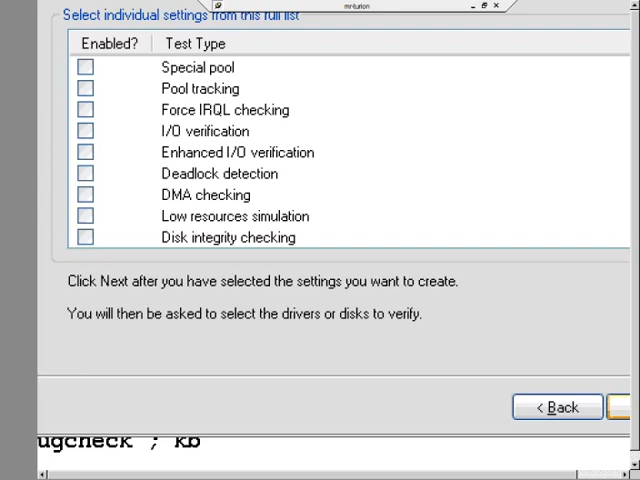 mr-turion
Select individual settings from this full list
Enabled? Test Type
Special pool
Pool tracking
Force IRQL checking
I/O verification
Enhanced I/O verification
Deadlock detection
DMA checking
Low resources simulation
Disk integrity checking
Click Next after you have selected the settings you want to create.
You will then be asked to select the drivers or disks to verify.
< Back
ugcheck ; kb